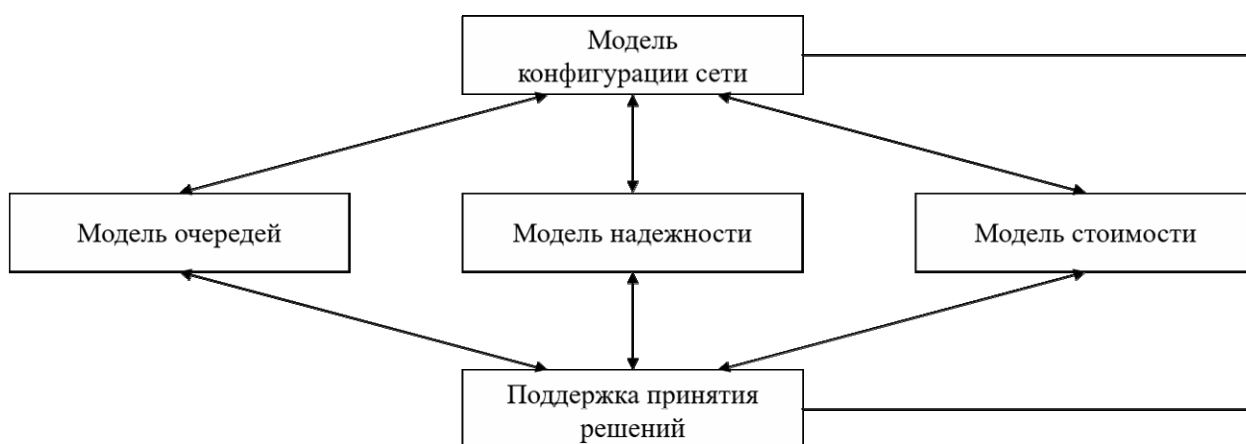 Модель
конфигурации сети
Модель очередей
Модель надежности
Модель стоимости
Поддержка принятия
решений